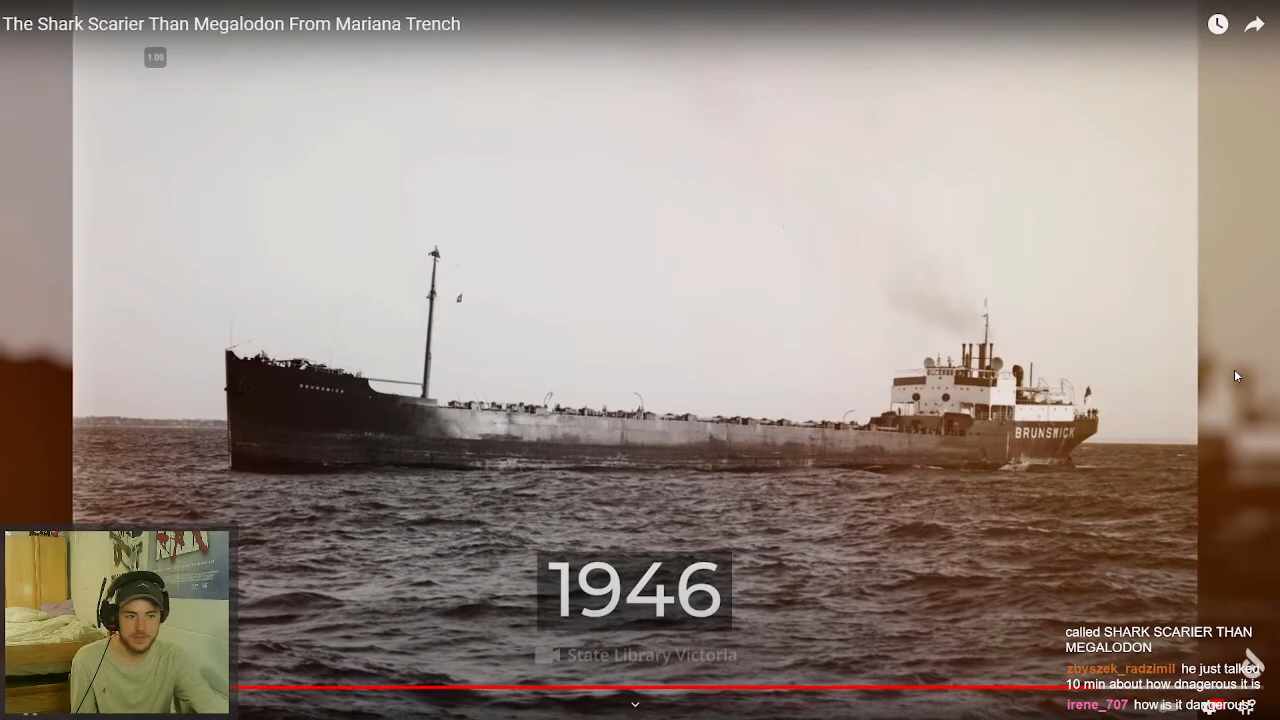 The Shark Scarier Than Megalodon From Mariana Trench
1.00
BRUNSWICK
BRUNSWICK
1946
State Library Victoria
called SHARK SCARIER THAN
MEGALODON
zbyszek_radzimil he just talked
10 min about how dnagerous it is
irene_707 how is it dangerous?